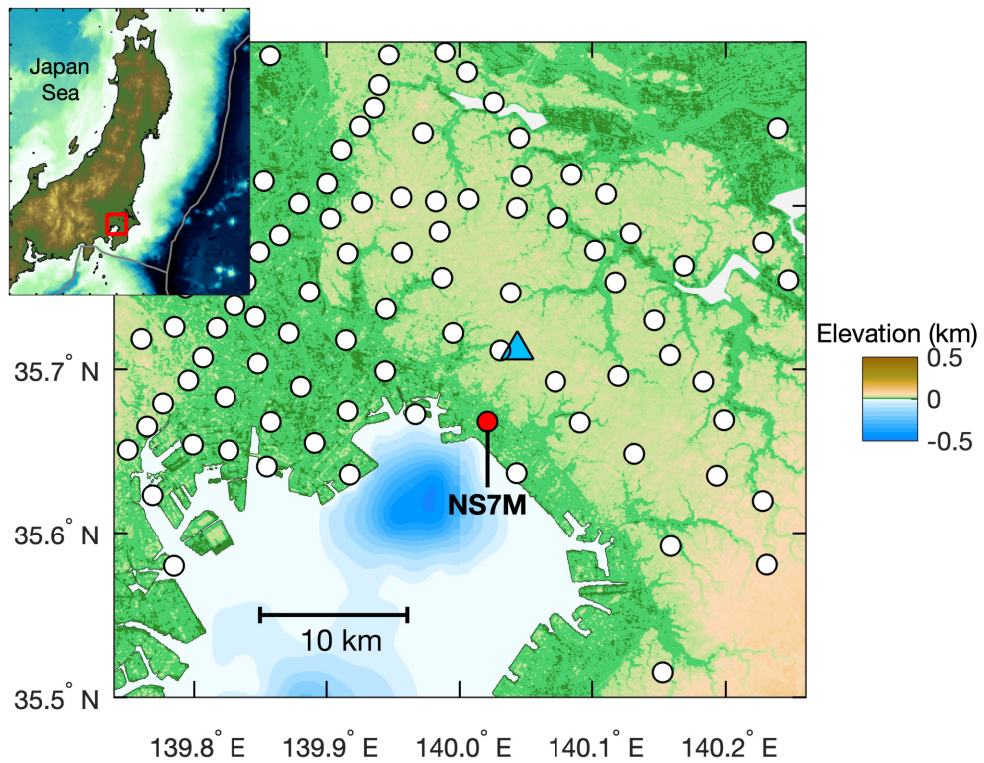 Japan
Sea
Elevation (km)
0.5
0
-0.5
35.7° N
35.6° N
35.5° N
NS7M
10 km
139.8° E
139.9° E
140.0° E
140.1° E
140.2° E